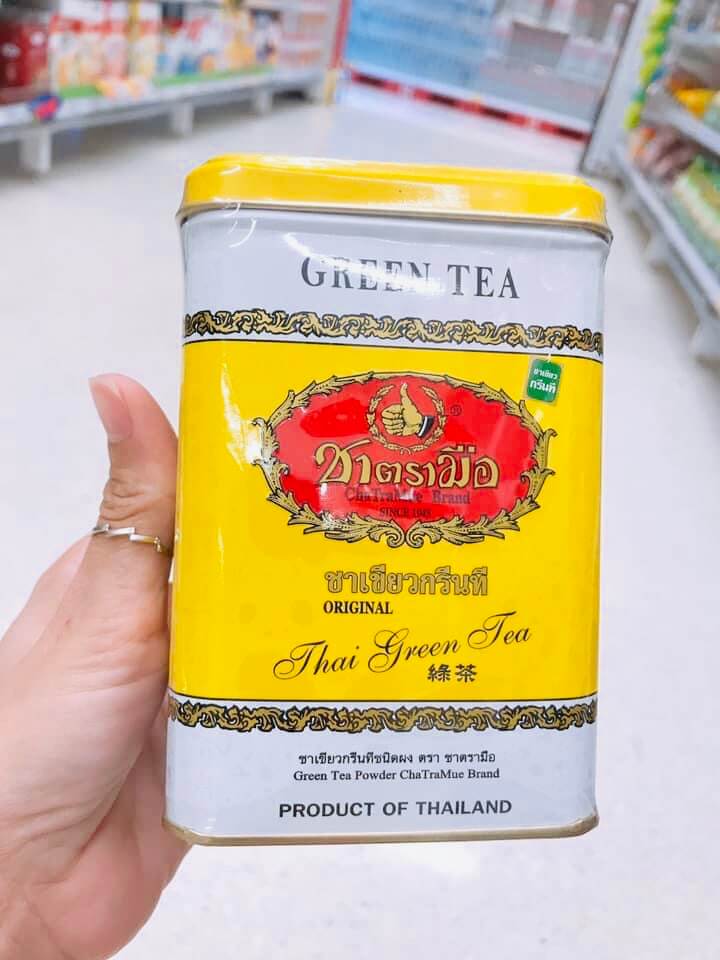 GREEN TEA
ชาเขียว
กรีนที
®
ชาตรามือ
ChaTraMue Brand
SINCE 1945
ชาเขียวกรีนที
ORIGINAL
Thai Green Tea
綠茶
ชาเขียวกรีนทีชนิดผง ตรา ชาตรามือ
Green Tea Powder ChaTraMue Brand
PRODUCT OF THAILAND